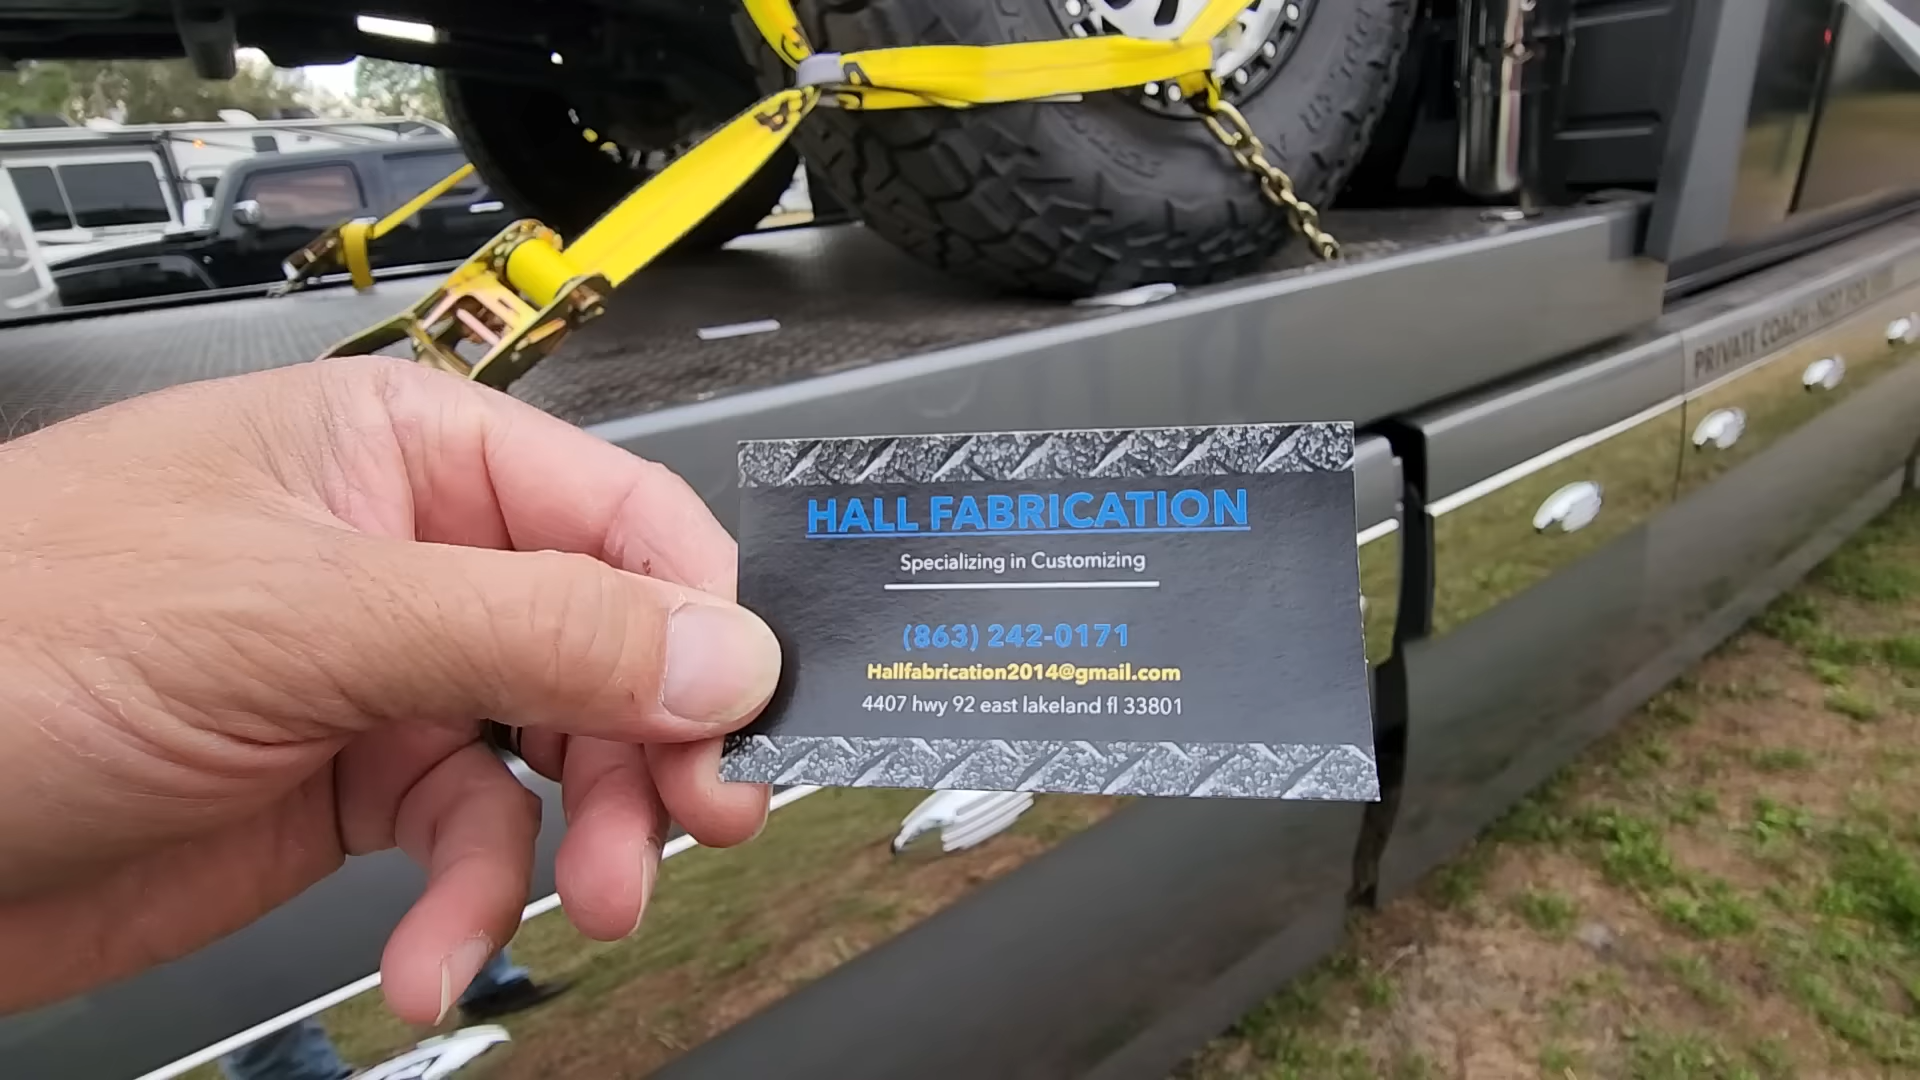 PRIVATE COACH-NOT FOR
HALL FABRICATION
Specializing in Customizing
(863) 242-0171
Hallfabrication2014@gmail.com
4407 hwy 92 east lakeland fl 33801